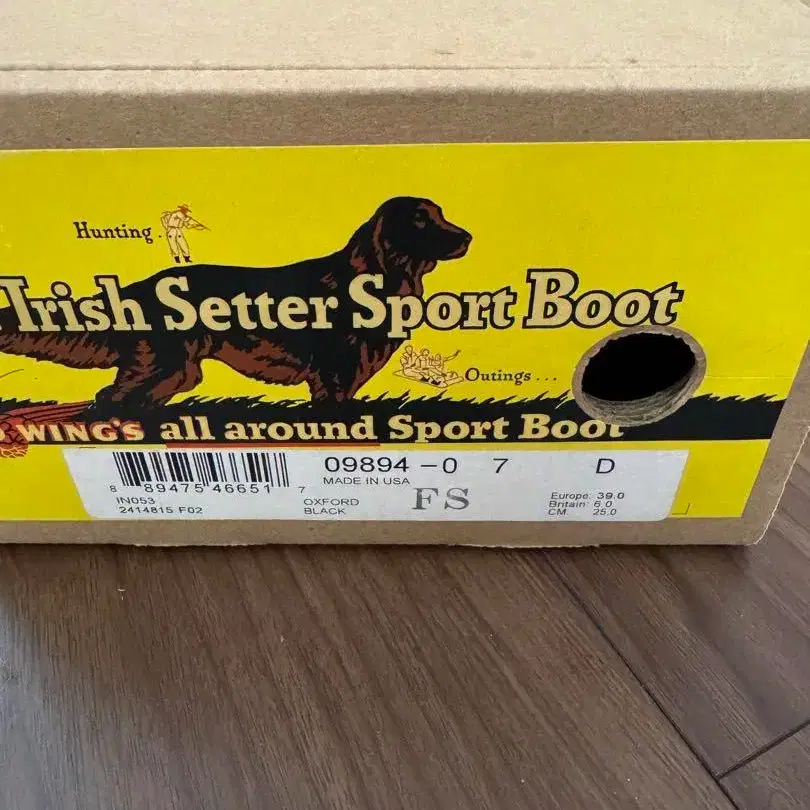 Hunting.
Irish Setter Sport Boot
Outings...
WING'S all around Sport Boot
09894-0 7 D
MADE IN USA
8 89475 46651 7
FS
IN053
2414815 F02
OXFORD
BLACK
Europe: 39.0
Britain: 6.0
CM. 25.0